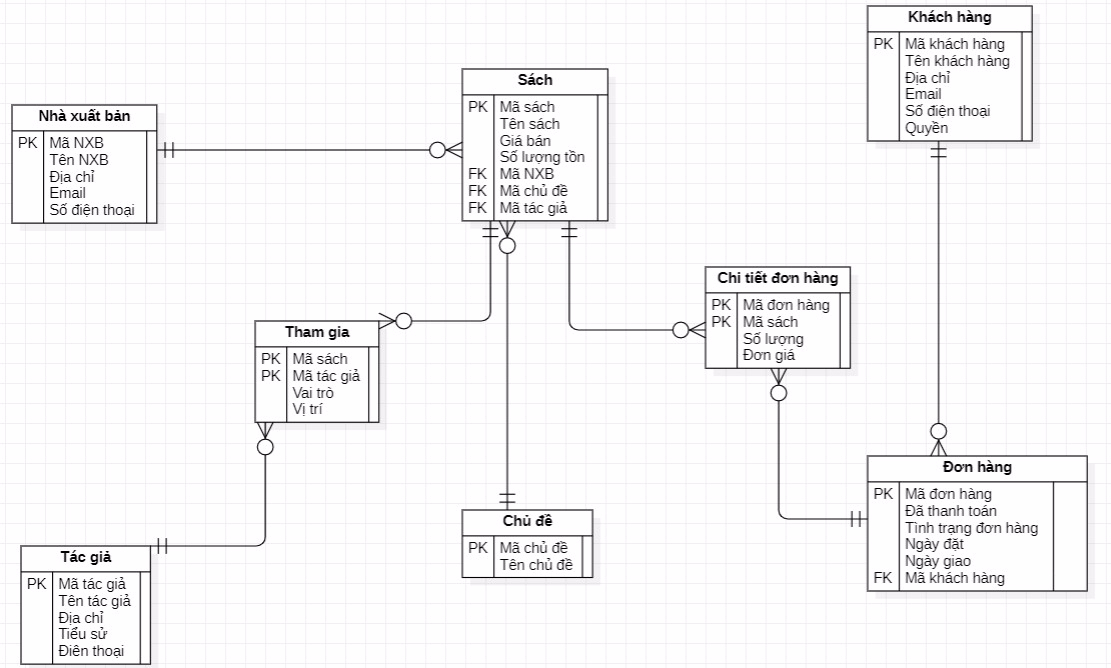 Khách hàng
PK Mã khách hàng
Tên khách hàng
Địa chỉ
Email
Số điện thoại
Quyền
Sách
PK Mã sách
Tên sách
Giá bán
Số lượng tồn
FK Mã NXB
FK Mã chủ đề
FK Mã tác giả
Nhà xuất bản
PK Mã NXB
Tên NXB
Địa chỉ
Email
Số điện thoại
Chi tiết đơn hàng
PK Mã đơn hàng
PK Mã sách
Số lượng
Đơn giá
Tham gia
PK Mã sách
PK Mã tác giả
Vai trò
Vị trí
Đơn hàng
PK Mã đơn hàng
Đã thanh toán
Tình trạng đơn hàng
Ngày đặt
Ngày giao
FK Mã khách hàng
Chủ đề
PK Mã chủ đề
Tên chủ đề
Tác giả
PK Mã tác giả
Tên tác giả
Địa chỉ
Tiểu sử
Điên thoại